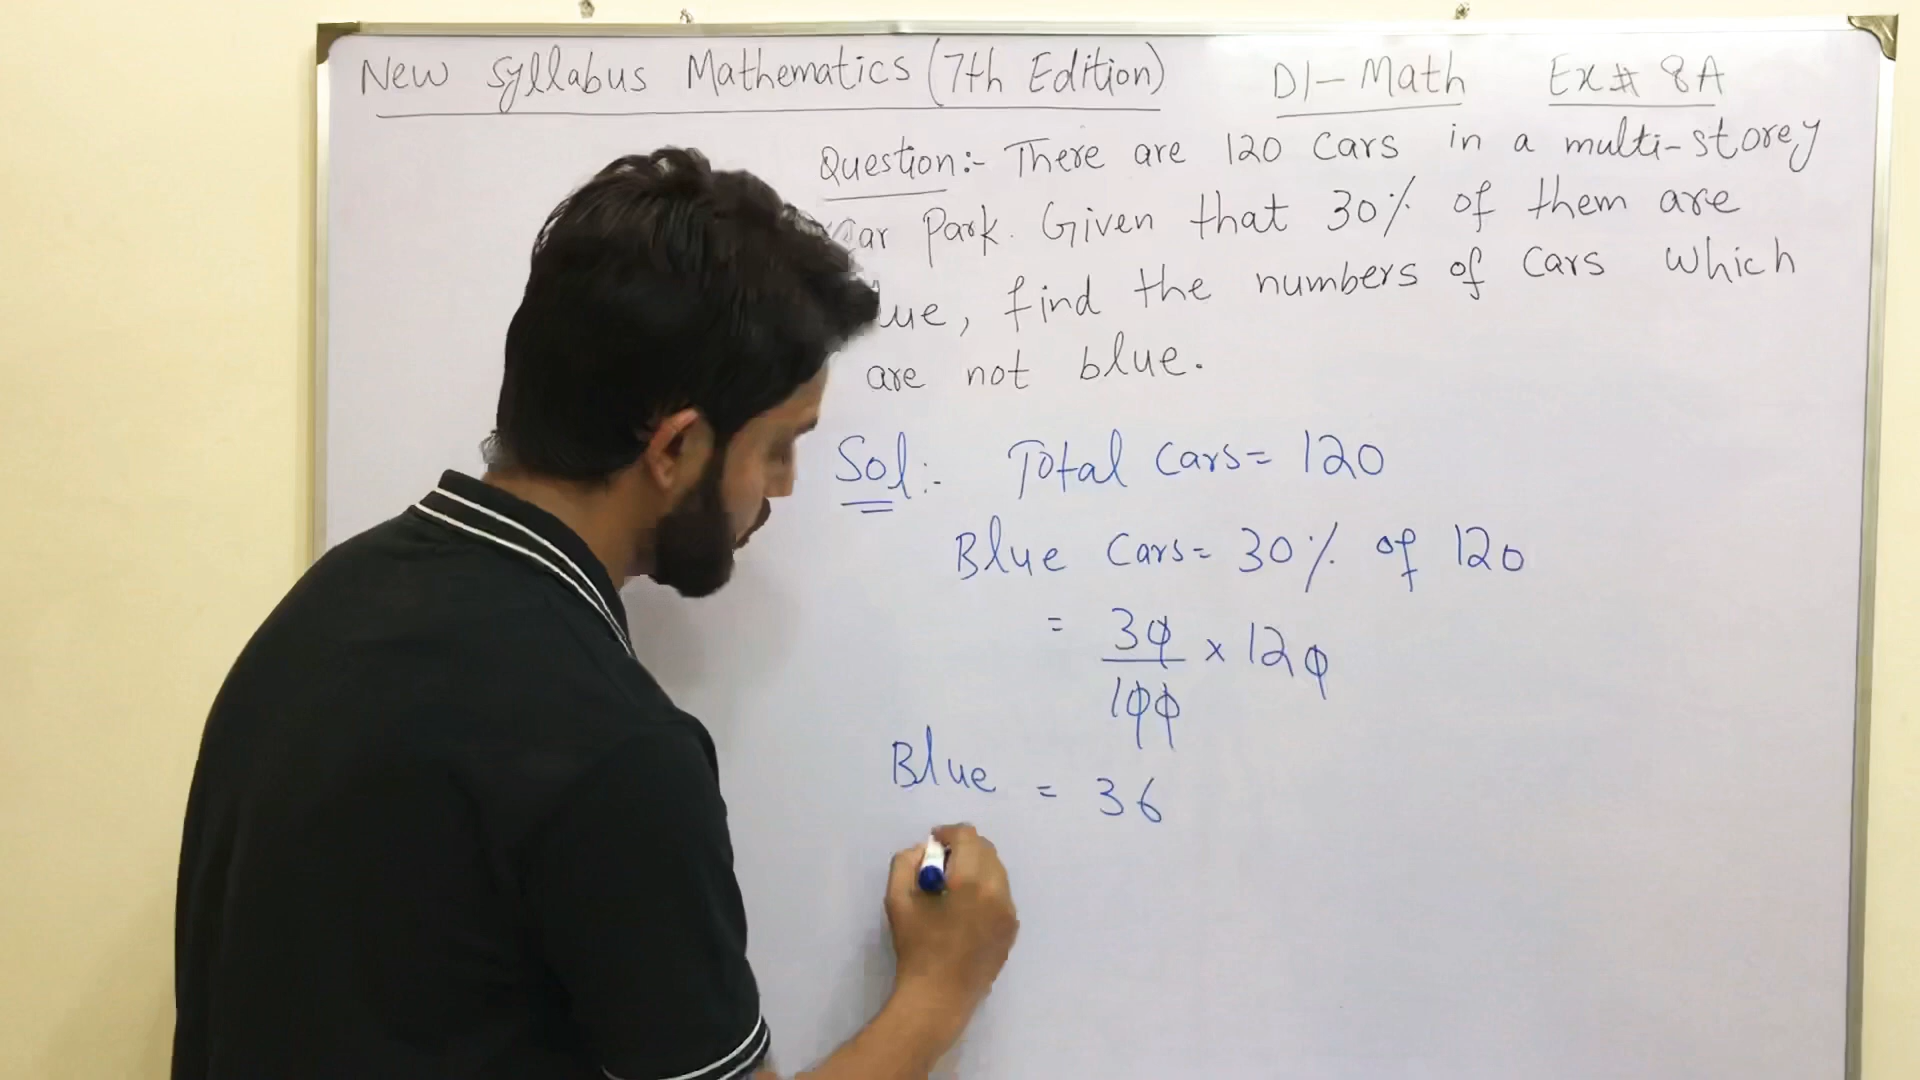 New Syllabus Mathematics (7th Edition) D1-Math Ex# 8A
Question:- There are 120 cars in a multi-storey
Car Park. Given that 30% of them are
find the numbers of cars which
are not blue.
Sol:- Total Cars= 120
Blue Cars= 30% of 120
= 30/100 × 120
Blue = 36